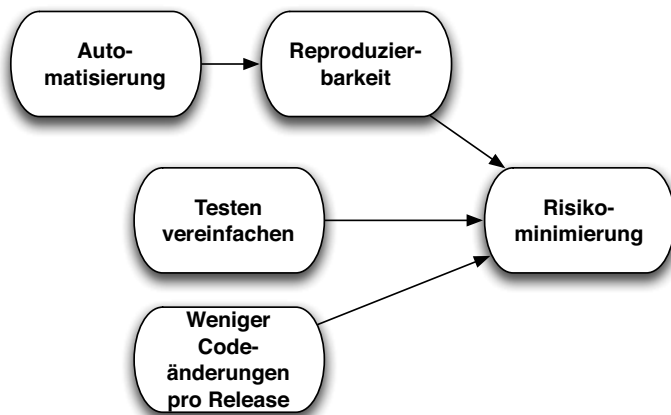 Auto-
matisierung
Reproduzier-
barkeit
Testen
vereinfachen
Risiko-
minimierung
Weniger
Code-
änderungen
pro Release